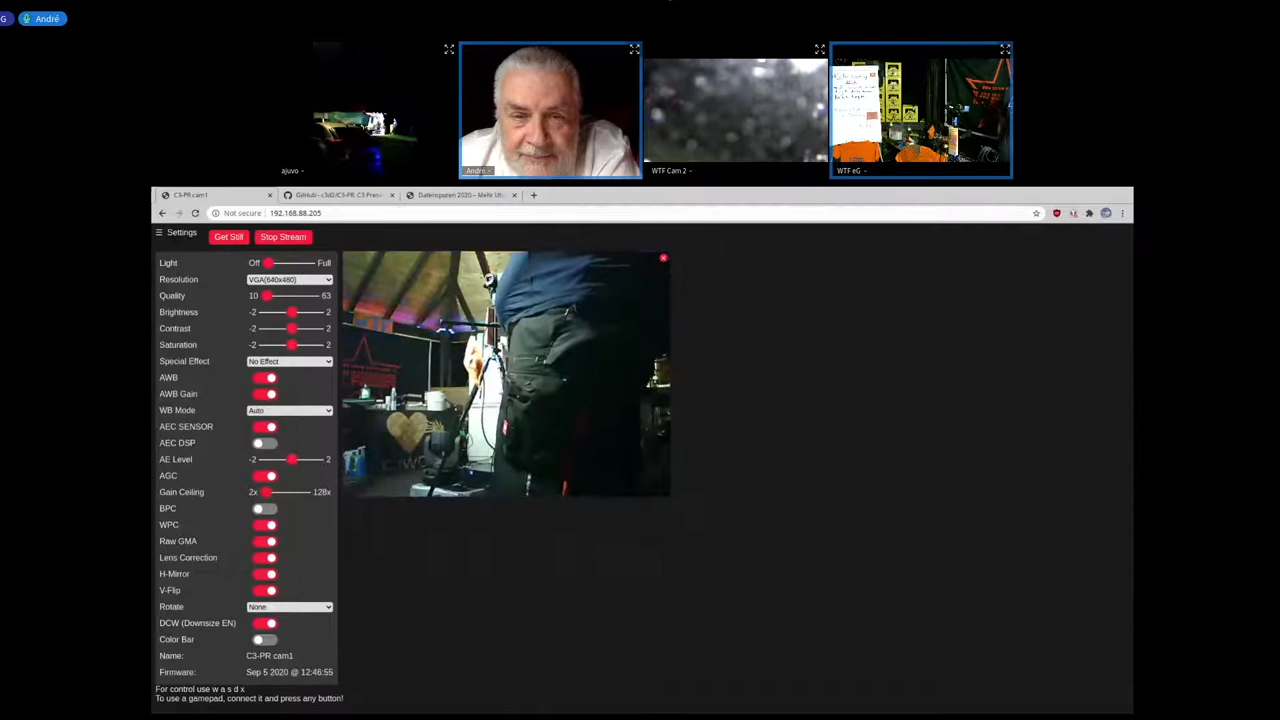 G
André
ajuvo
André
WTF Cam 2
WTF eG
C3-PR cam1
GitHub - c3d2/C3-PR: C3 Pres
Datenspuren 2020 – Mehr
Not secure
192.168.88.205
☰ Settings
Get Still
Stop Stream
Light Off Full
Resolution VGA(640x480)
Quality 10 63
Brightness -2 2
Contrast -2 2
Saturation -2 2
Special Effect No Effect
AWB
AWB Gain
WB Mode Auto
AEC SENSOR
AEC DSP
AE Level -2 2
AGC
Gain Ceiling 2x 128x
BPC
WPC
Raw GMA
Lens Correction
H-Mirror
V-Flip
Rotate None
DCW (Downsize EN)
Color Bar
Name: C3-PR cam1
Firmware: Sep 5 2020 @ 12:46:55
For control use w a s d x
To use a gamepad, connect it and press any button!